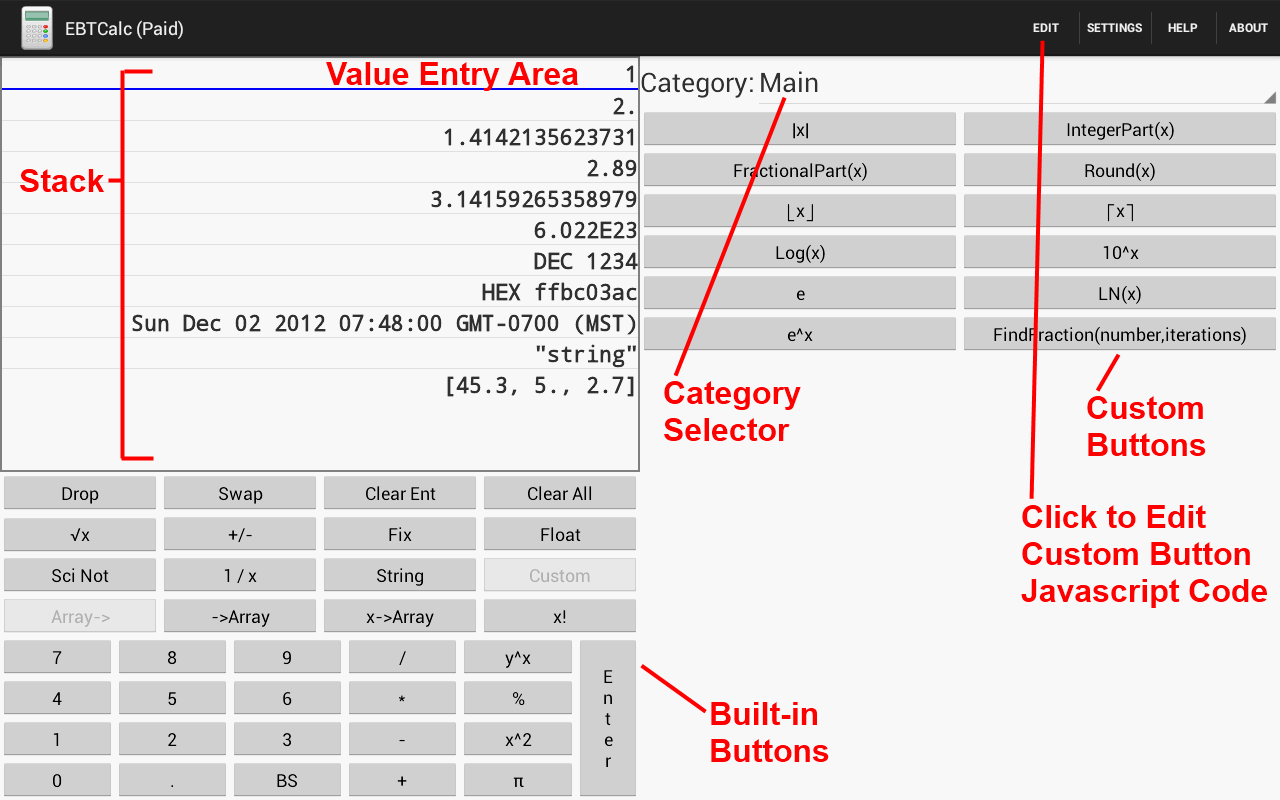 EBTCalc (Paid)
EDIT
SETTINGS
HELP
ABOUT
Value Entry Area
1
Stack
2.
1.4142135623731
2.89
3.14159265358979
6.022E23
DEC 1234
HEX ffbc03ac
Sun Dec 02 2012 07:48:00 GMT-0700 (MST)
"string"
[45.3, 5., 2.7]
Category: Main
|x|
IntegerPart(x)
FractionalPart(x)
Round(x)
⌊x⌋
⌈x⌉
Log(x)
10^x
e
LN(x)
e^x
FindFraction(number,iterations)
Category
Selector
Custom
Buttons
Click to Edit
Custom Button
Javascript Code
Drop
Swap
Clear Ent
Clear All
√x
+/-
Fix
Float
Sci Not
1 / x
String
Custom
Array->
->Array
x->Array
x!
7
8
9
/
y^x
4
5
6
*
%
1
2
3
-
x^2
0
.
BS
+
π
Enter
Built-in
Buttons